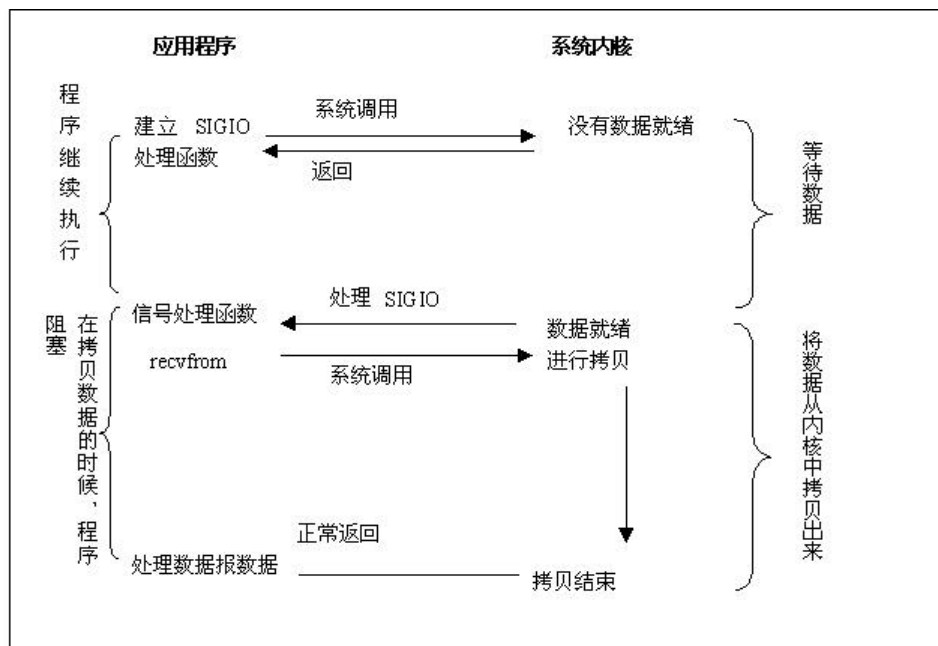 应用程序
系统内核
程序继续执行
建立 SIGIO
处理函数
系统调用
返回
没有数据就绪
等待数据
信号处理函数
处理 SIGIO
数据就绪
recvfrom
系统调用
进行拷贝
在拷贝数据的时候，程序
阻塞
将数据从内核中拷贝出来
正常返回
处理数据报数据
拷贝结束